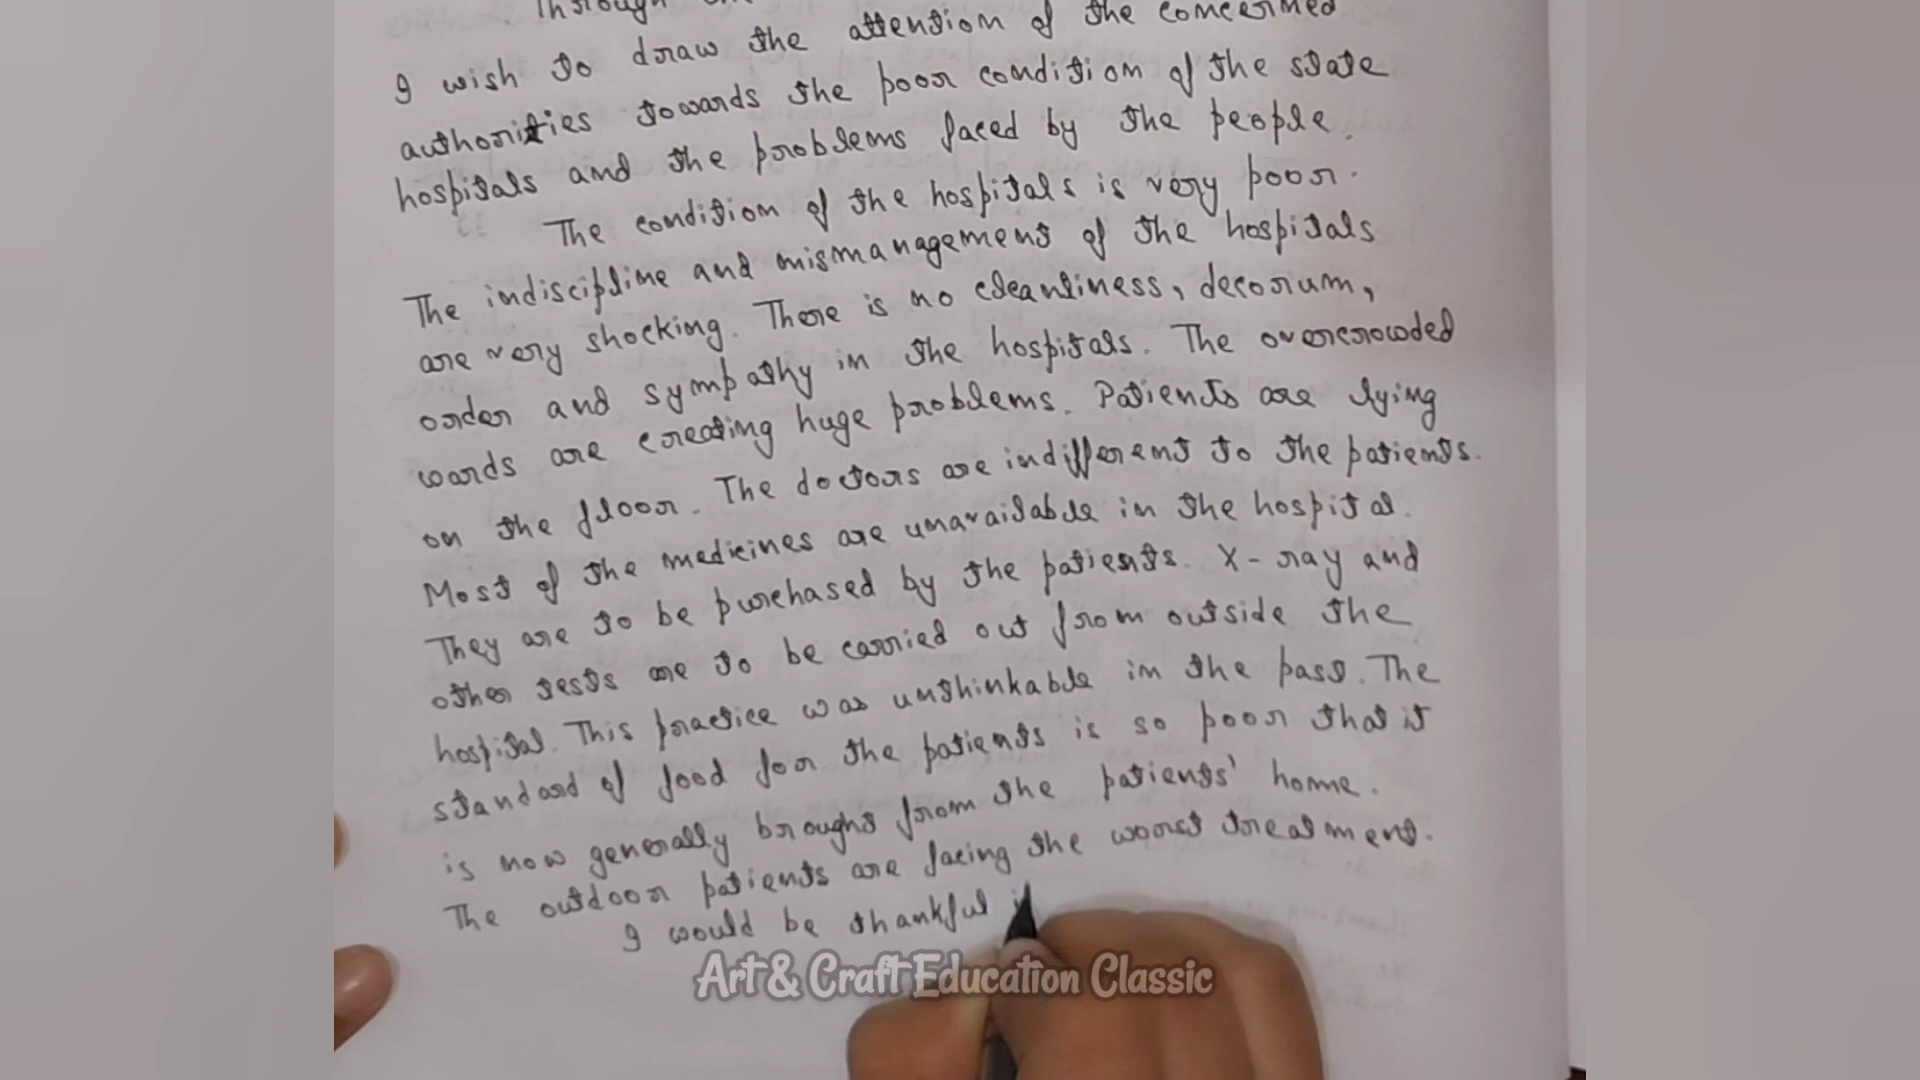 Through
I wish to draw the attention of the concerned
authorities towards the poor condition of the state
hospitals and the problems faced by the people.
The condition of the hospitals is very poor.
The indiscipline and mismanagement of the hospitals
are very shocking. There is no cleanliness, decorum,
order and sympathy in the hospitals. The overcrowded
wards are creating huge problems. Patients are lying
on the floor. The doctors are indifferent to the patients.
Most of the medicines are unavailable in the hospital.
They are to be purchased by the patients. X-ray and
other tests are to be carried out from outside the
hospital. This practice was unthinkable in the past. The
standard of food for the patients is so poor that it
is now generally brought from the patients' home.
The outdoor patients are facing the worst treatment.
I would be thankful i
Art & Craft Education Classic